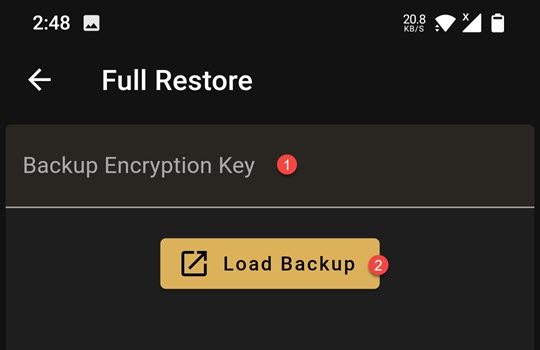 2:48
20.8
KB/S
X
Full Restore
Backup Encryption Key 1
Load Backup 2